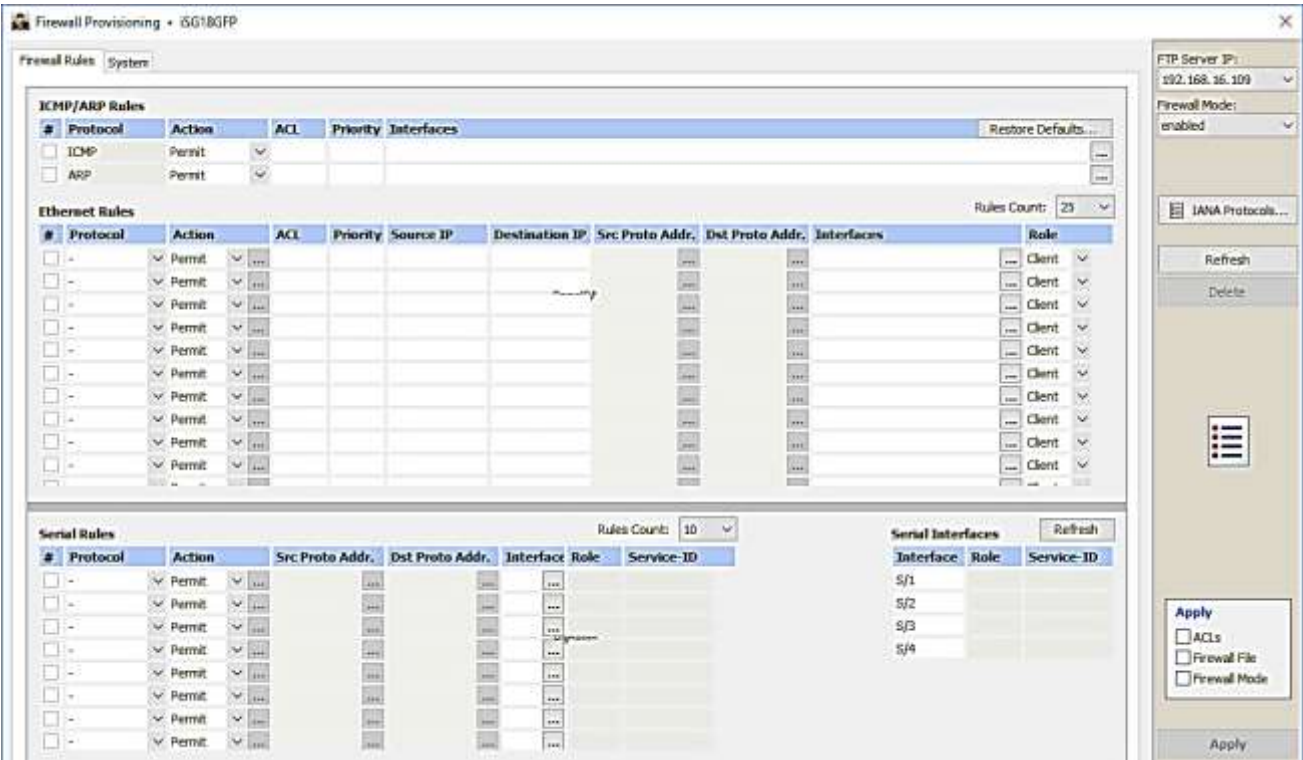 Firewall Provisioning • iSG18GFP
Firewall Rules System
ICMP/ARP Rules
# Protocol Action ACL Priority Interfaces Restore Defaults...
ICMP Permit ...
ARP Permit ...
Ethernet Rules Rules Count: 25
# Protocol Action ACL Priority Source IP Destination IP Src Proto Addr. Dst Proto Addr. Interfaces Role
- Permit ... ... ... ... Client
- Permit ... ... ... ... Client
- Permit ... ... ... ... Client
- Permit ... ... ... ... Client
- Permit ... ... ... ... Client
- Permit ... ... ... ... Client
- Permit ... ... ... ... Client
- Permit ... ... ... ... Client
- Permit ... ... ... ... Client
- Permit ... ... ... ... Client
Serial Rules Rules Count: 10
# Protocol Action Src Proto Addr. Dst Proto Addr. Interface Role Service-ID
- Permit ... ... ... ...
- Permit ... ... ... ...
- Permit ... ... ... ...
- Permit ... ... ... ...
- Permit ... ... ... ...
- Permit ... ... ... ...
- Permit ... ... ... ...
- Permit ... ... ... ...
Serial Interfaces Refresh
Interface Role Service-ID
S/1
S/2
S/3
S/4
FTP Server IP:
192.168.16.109
Firewall Mode:
enabled
IANA Protocols...
Refresh
Delete
Apply
ACLs
Firewall File
Firewall Mode
Apply